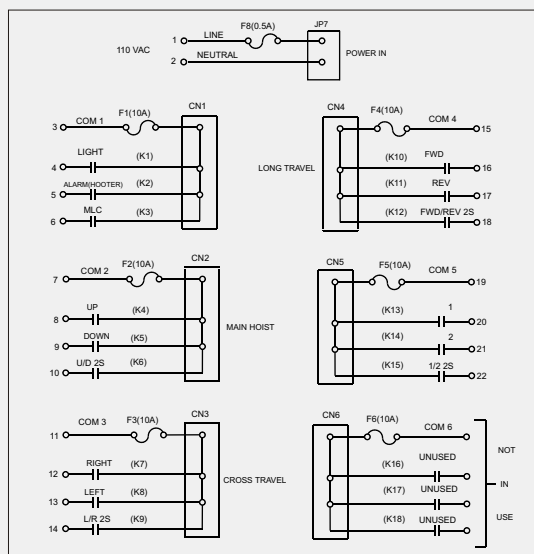 F8(0.5A) JP7
110 VAC 1 LINE
2 NEUTRAL POWER IN
CN1
3 COM 1 F1(10A)
4 LIGHT (K1)
5 ALARM(HOOTER) (K2)
6 MLC (K3)
CN4
F4(10A) COM 4 15
LONG TRAVEL
(K10) FWD 16
(K11) REV 17
(K12) FWD/REV 2S 18
CN2
7 COM 2 F2(10A)
8 UP (K4)
MAIN HOIST
9 DOWN (K5)
10 U/D 2S (K6)
CN5
F5(10A) COM 5 19
(K13) 1 20
(K14) 2 21
(K15) 1/2 2S 22
CN3
11 COM 3 F3(10A)
12 RIGHT (K7)
CROSS TRAVEL
13 LEFT (K8)
14 L/R 2S (K9)
CN6
F6(10A) COM 6
(K16) UNUSED
(K17) UNUSED
(K18) UNUSED
NOT
IN
USE